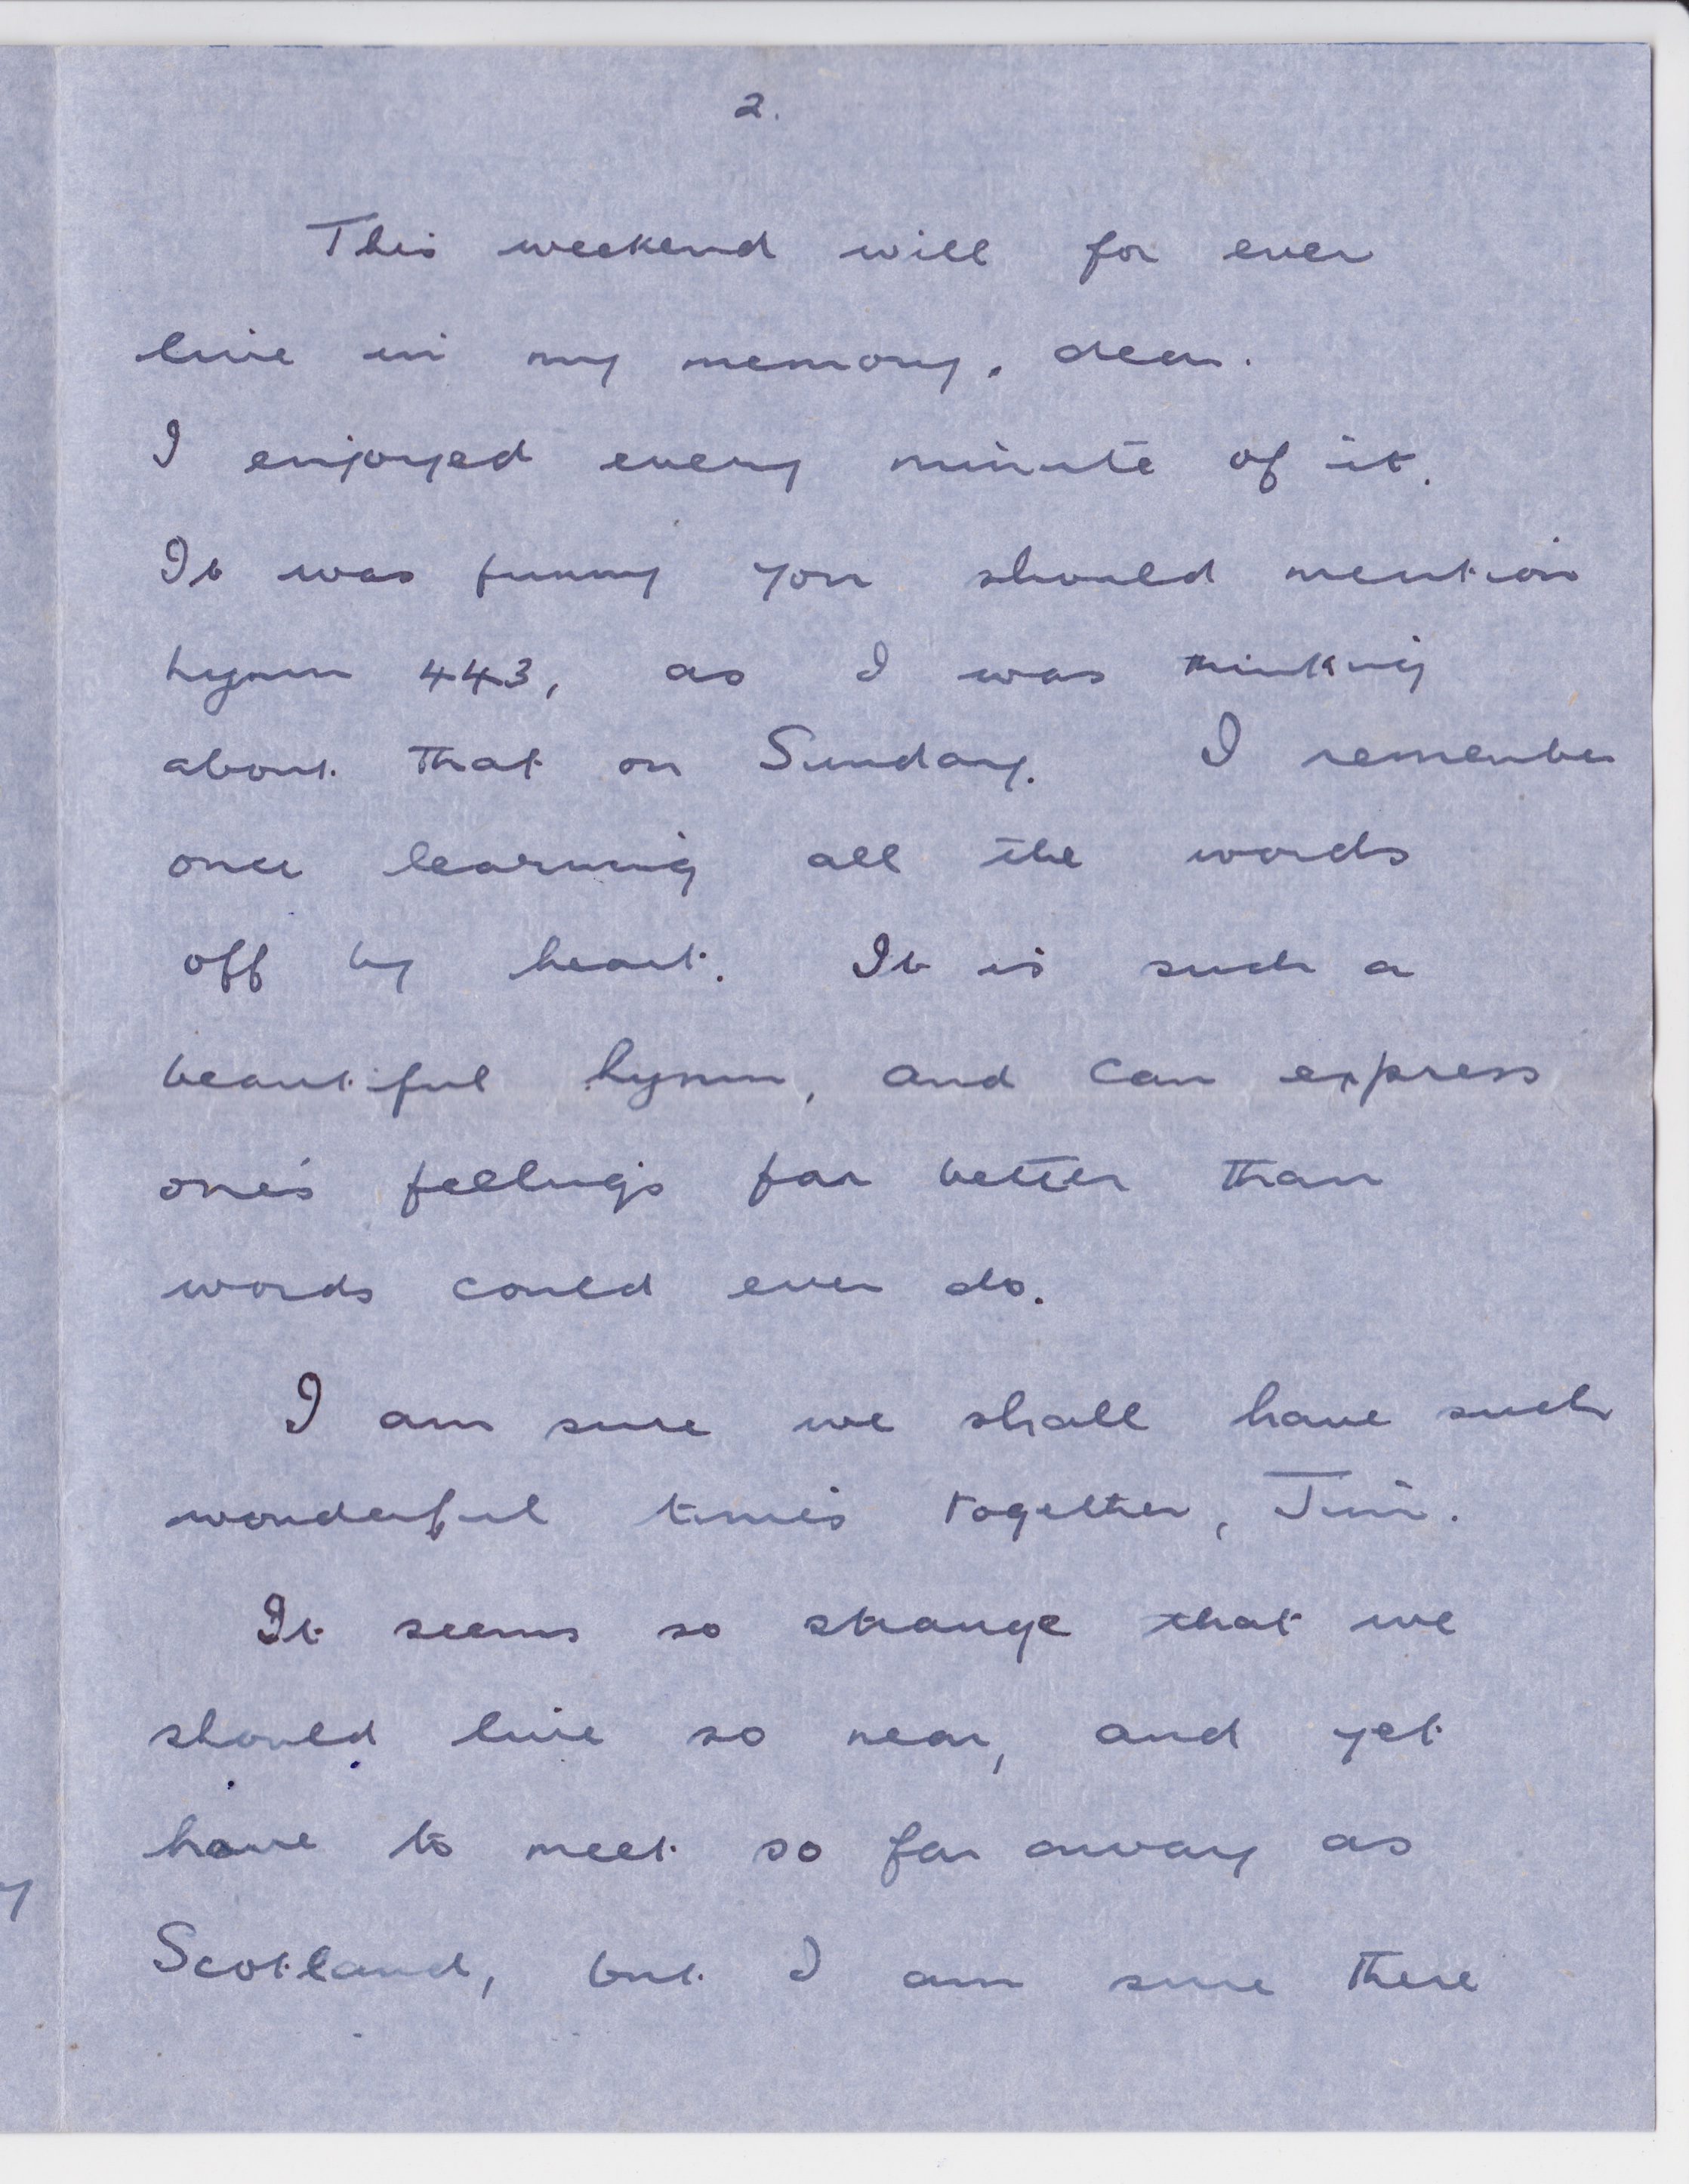 2.
This weekend will for ever
live in my memory, dear.
I enjoyed every minute of it.
It was funny you should mention
hymn 443, as I was thinking
about that on Sunday. I remember
once learning all the words
off by heart. It is such a
beautiful hymn, and can express
one's feelings far better than
words could ever do.
I am sure we shall have such
wonderful times together, Jim.
It seems so strange that we
should live so near, and yet
have to meet so far away as
Scotland, but I am sure there
y